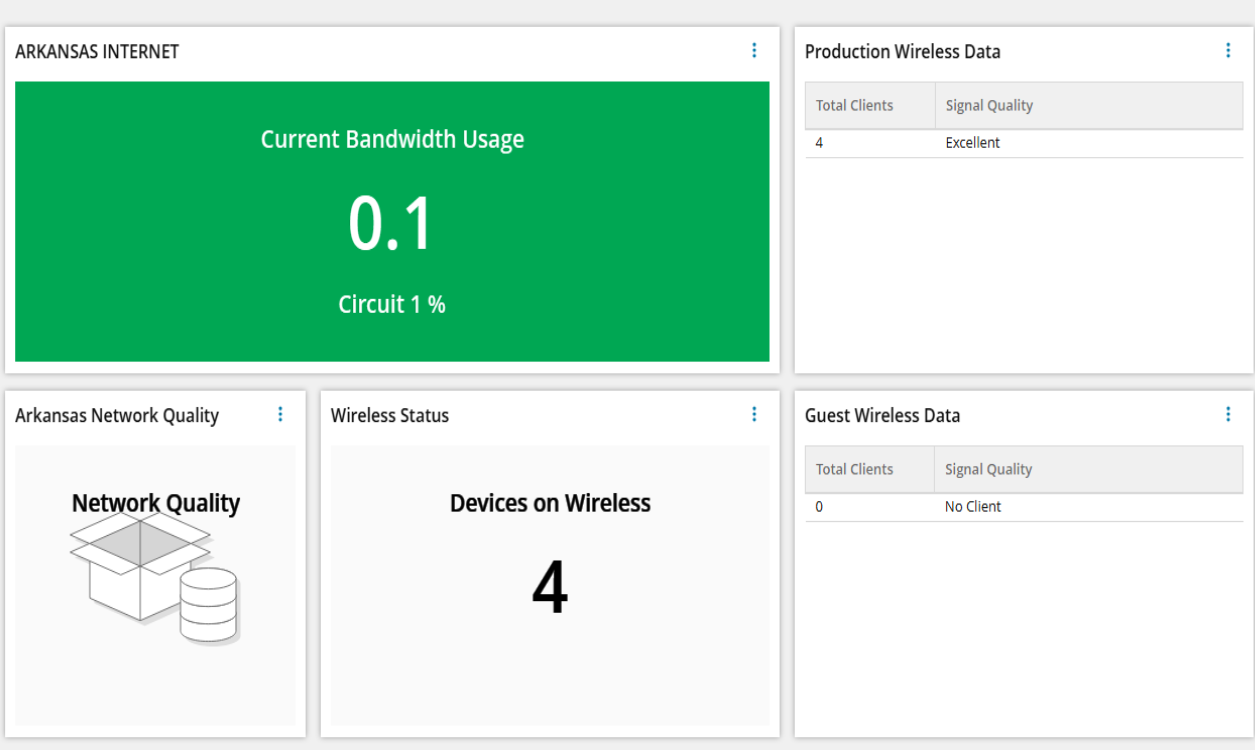 ARKANSAS INTERNET
Current Bandwidth Usage
0.1
Circuit 1 %
Production Wireless Data
Total Clients Signal Quality
4 Excellent
Arkansas Network Quality
Network Quality
Wireless Status
Devices on Wireless
4
Guest Wireless Data
Total Clients Signal Quality
0 No Client